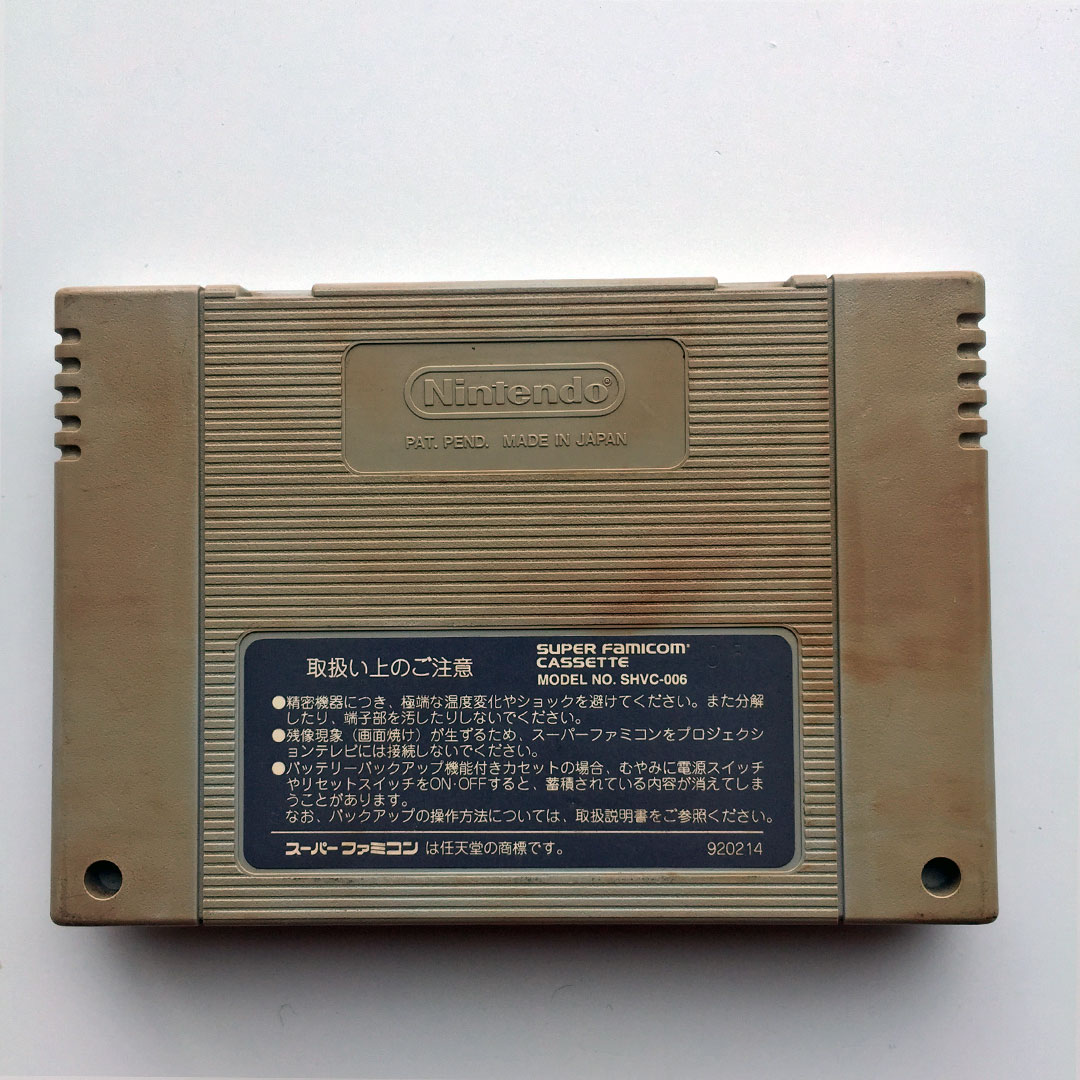 Nintendo®
PAT. PEND. MADE IN JAPAN
取扱い上のご注意
SUPER FAMICOM®
CASSETTE
MODEL NO. SHVC-006
●精密機器につき、極端な温度変化やショックを避けてください。また分解
したり、端子部を汚したりしないでください。
●残像現象（画面焼け）が生ずるため、スーパーファミコンをプロジェクシ
ョンテレビには接続しないでください。
●バッテリーバックアップ機能付きカセットの場合、むやみに電源スイッチ
やリセットスイッチをON·OFFすると、蓄積されている内容が消えてしま
うことがあります。
なお、バックアップの操作方法については、取扱説明書をご参照ください。
スーパーファミコン は任天堂の商標です。
920214